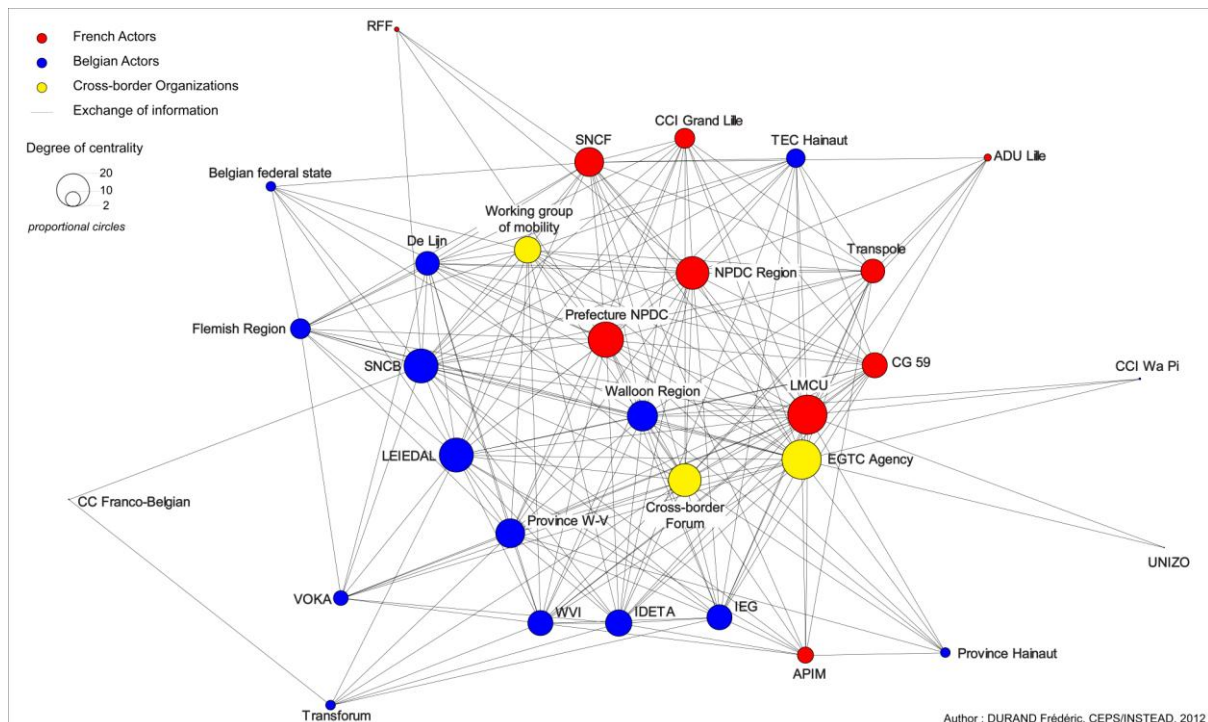 RFF
French Actors
Belgian Actors
Cross-border Organizations
Exchange of information
Degree of centrality
20
10
2
proportional circles
CCI Grand Lille
SNCF
TEC Hainaut
ADU Lille
Belgian federal state
Working group
of mobility
De Lijn
Transpole
NPDC Region
Prefecture NPDC
Flemish Region
SNCB
CG 59
CCI Wa Pi
LMCU
Walloon Region
LEIEDAL
EGTC Agency
CC Franco-Belgian
Cross-border
Forum
Province W-V
UNIZO
VOKA
WVI
IDETA
IEG
Province Hainaut
APIM
Transforum
Author : DURAND Frédéric, CEPS/INSTEAD, 2012